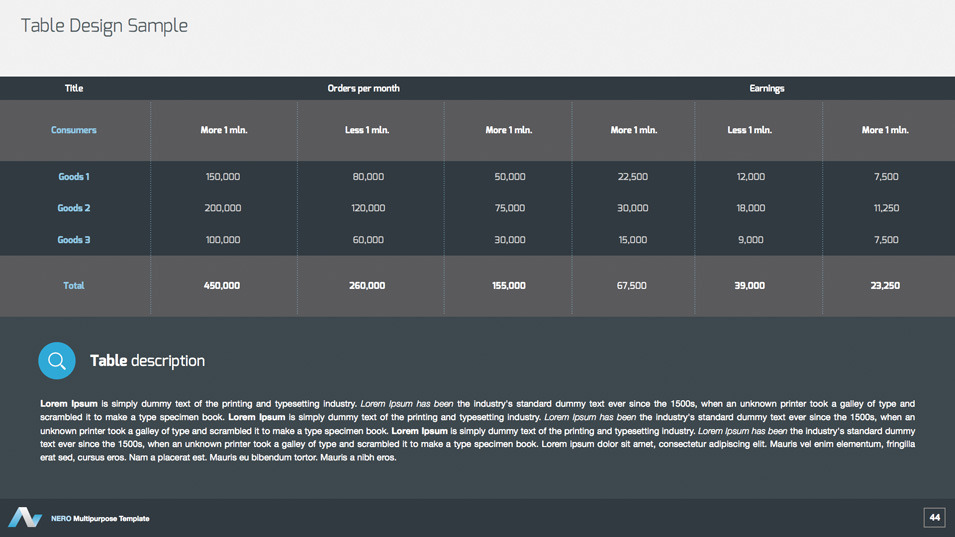 Table Design Sample
Title Orders per month Earnings
Consumers More 1 mln. Less 1 mln. More 1 mln. More 1 mln. Less 1 mln. More 1 mln.
Goods 1 150,000 80,000 50,000 22,500 12,000 7,500
Goods 2 200,000 120,000 75,000 30,000 18,000 11,250
Goods 3 100,000 60,000 30,000 15,000 9,000 7,500
Total 450,000 260,000 155,000 67,500 39,000 23,250
Table description
Lorem Ipsum is simply dummy text of the printing and typesetting industry. Lorem Ipsum has been the industry's standard dummy text ever since the 1500s, when an unknown printer took a galley of type and
scrambled it to make a type specimen book. Lorem Ipsum is simply dummy text of the printing and typesetting industry. Lorem Ipsum has been the industry's standard dummy text ever since the 1500s, when an
unknown printer took a galley of type and scrambled it to make a type specimen book. Lorem Ipsum is simply dummy text of the printing and typesetting industry. Lorem Ipsum has been the industry's standard dummy
text ever since the 1500s, when an unknown printer took a galley of type and scrambled it to make a type specimen book. Lorem ipsum dolor sit amet, consectetur adipiscing elit. Mauris vel enim elementum, fringilla
erat sed, cursus eros. Nam a placerat est. Mauris eu bibendum tortor. Mauris a nibh eros.
NERO Multipurpose Template
44